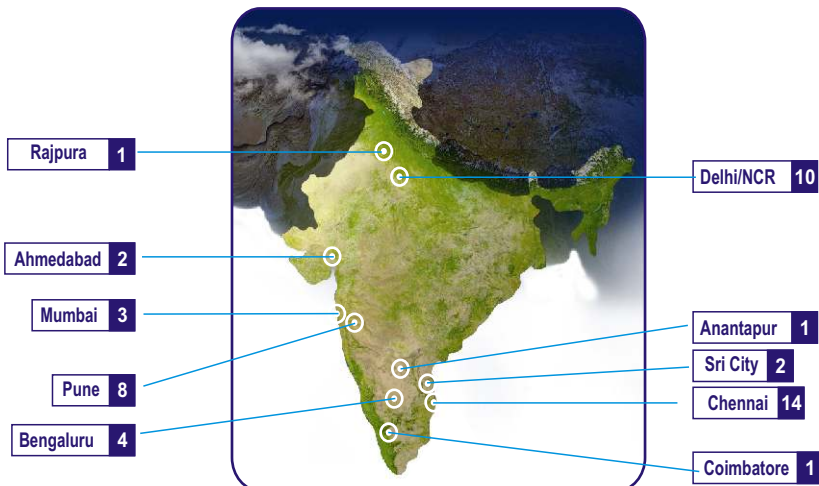 Rajpura 1
Delhi/NCR 10
Ahmedabad 2
Mumbai 3
Anantapur 1
Sri City 2
Pune 8
Chennai 14
Bengaluru 4
Coimbatore 1